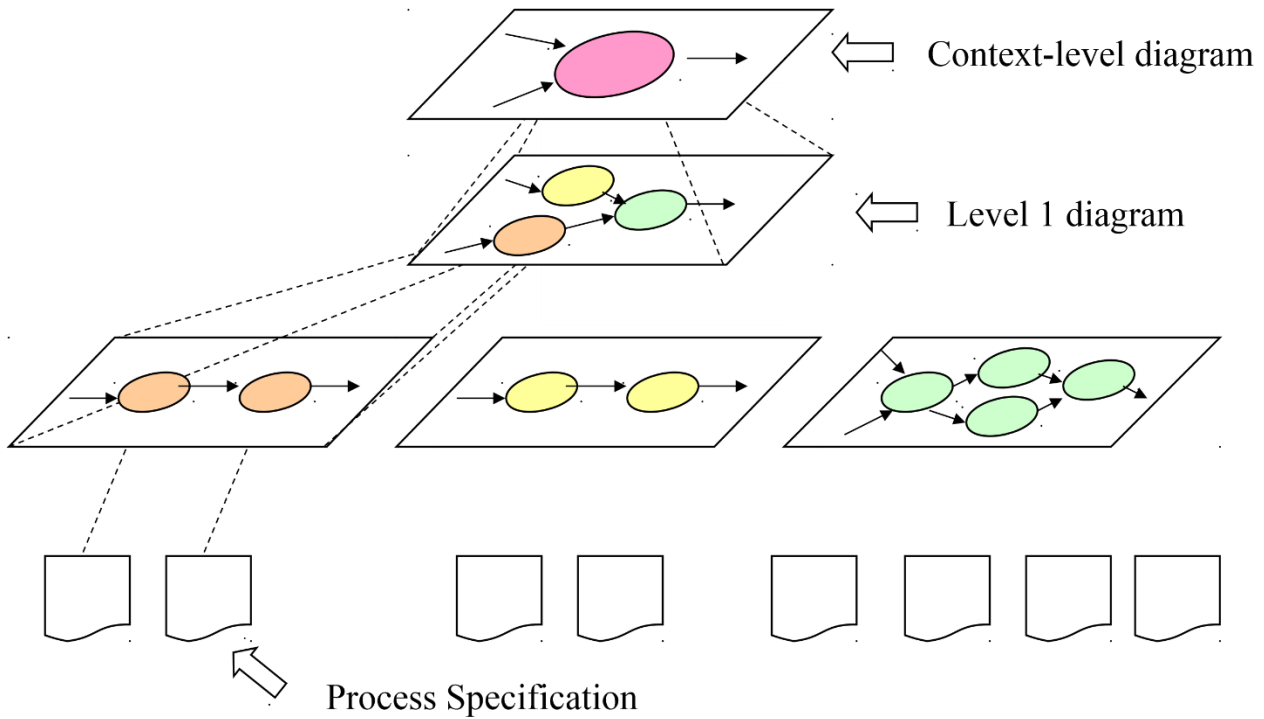 Context-level diagram
Level 1 diagram
Process Specification